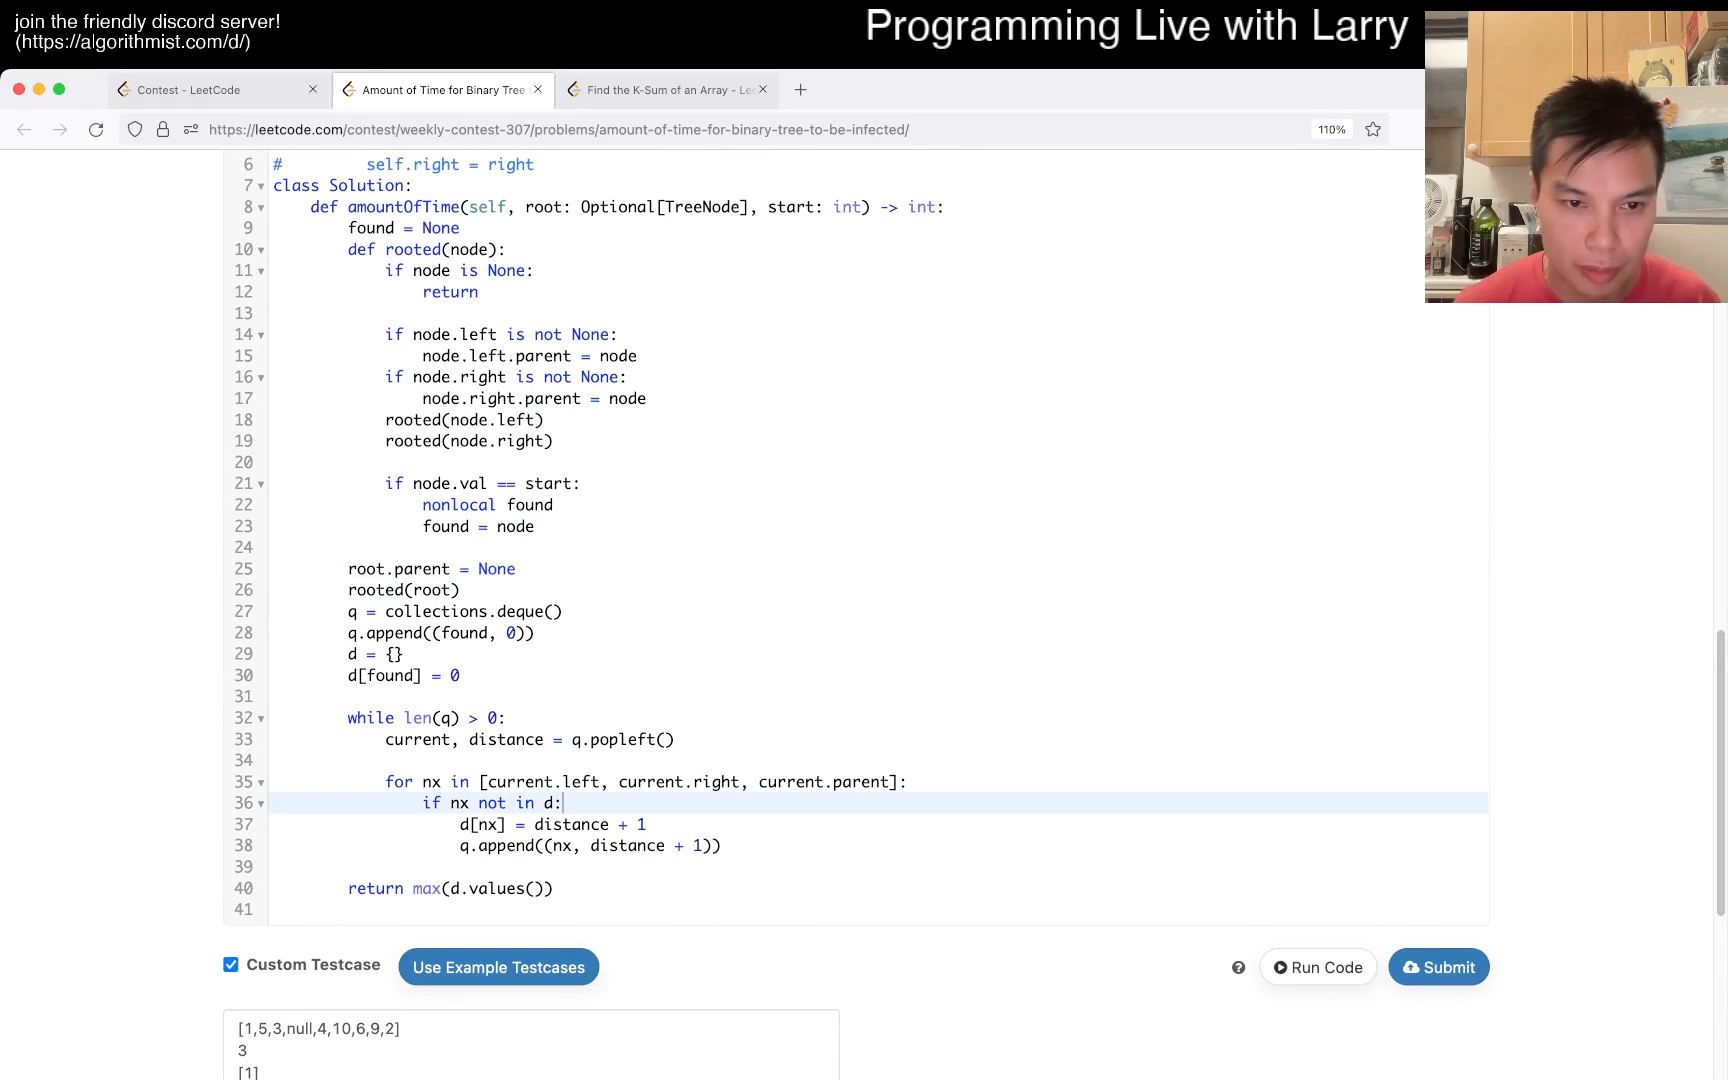 join the friendly discord server!
(https://algorithmist.com/d/)
Programming Live with Larry
Contest - LeetCode
Amount of Time for Binary Tree
Find the K-Sum of an Array - Le
https://leetcode.com/contest/weekly-contest-307/problems/amount-of-time-for-binary-tree-to-be-infected/
110%
6 #         self.right = right
7 class Solution:
8     def amountOfTime(self, root: Optional[TreeNode], start: int) -> int:
9         found = None
10         def rooted(node):
11             if node is None:
12                 return
13
14             if node.left is not None:
15                 node.left.parent = node
16             if node.right is not None:
17                 node.right.parent = node
18             rooted(node.left)
19             rooted(node.right)
20
21             if node.val == start:
22                 nonlocal found
23                 found = node
24
25         root.parent = None
26         rooted(root)
27         q = collections.deque()
28         q.append((found, 0))
29         d = {}
30         d[found] = 0
31
32         while len(q) > 0:
33             current, distance = q.popleft()
34
35             for nx in [current.left, current.right, current.parent]:
36                 if nx not in d:
37                     d[nx] = distance + 1
38                     q.append((nx, distance + 1))
39
40         return max(d.values())
41
Custom Testcase
Use Example Testcases
? Run Code
Submit
[1,5,3,null,4,10,6,9,2]
3
[1]